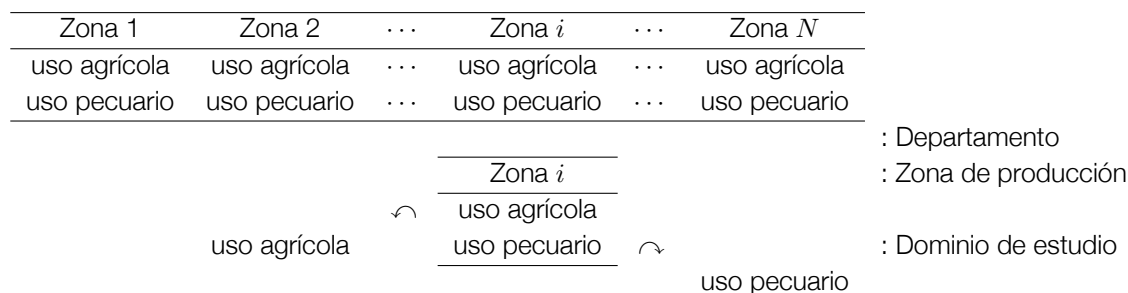 Zona 1 Zona 2 ⋯ Zona i ⋯ Zona N
uso agrícola uso agrícola ⋯ uso agrícola ⋯ uso agrícola
uso pecuario uso pecuario ⋯ uso pecuario ⋯ uso pecuario
: Departamento
Zona i : Zona de producción
↶ uso agrícola
uso agrícola uso pecuario ↷ : Dominio de estudio
uso pecuario